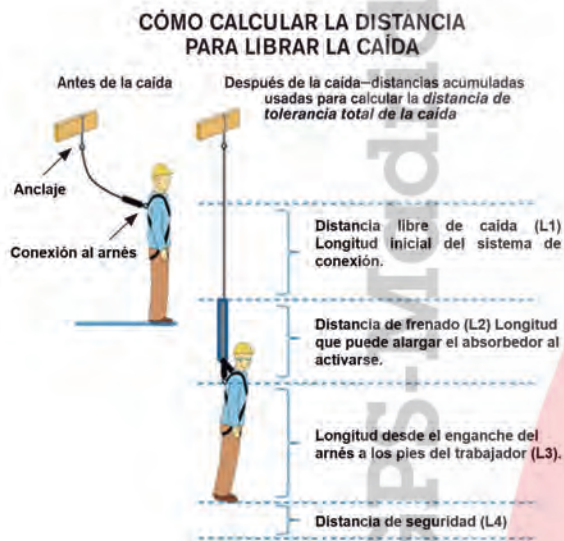 CÓMO CALCULAR LA DISTANCIA
PARA LIBRAR LA CAÍDA
Antes de la caída
Después de la caída—distancias acumuladas
usadas para calcular la distancia de
tolerancia total de la caída
Anclaje
Conexión al arnés
Distancia libre de caída (L1)
Longitud inicial del sistema de
conexión.
Distancia de frenado (L2) Longitud
que puede alargar el absorbedor al
activarse.
Longitud desde el enganche del
arnés a los pies del trabajador (L3).
Distancia de seguridad (L4)